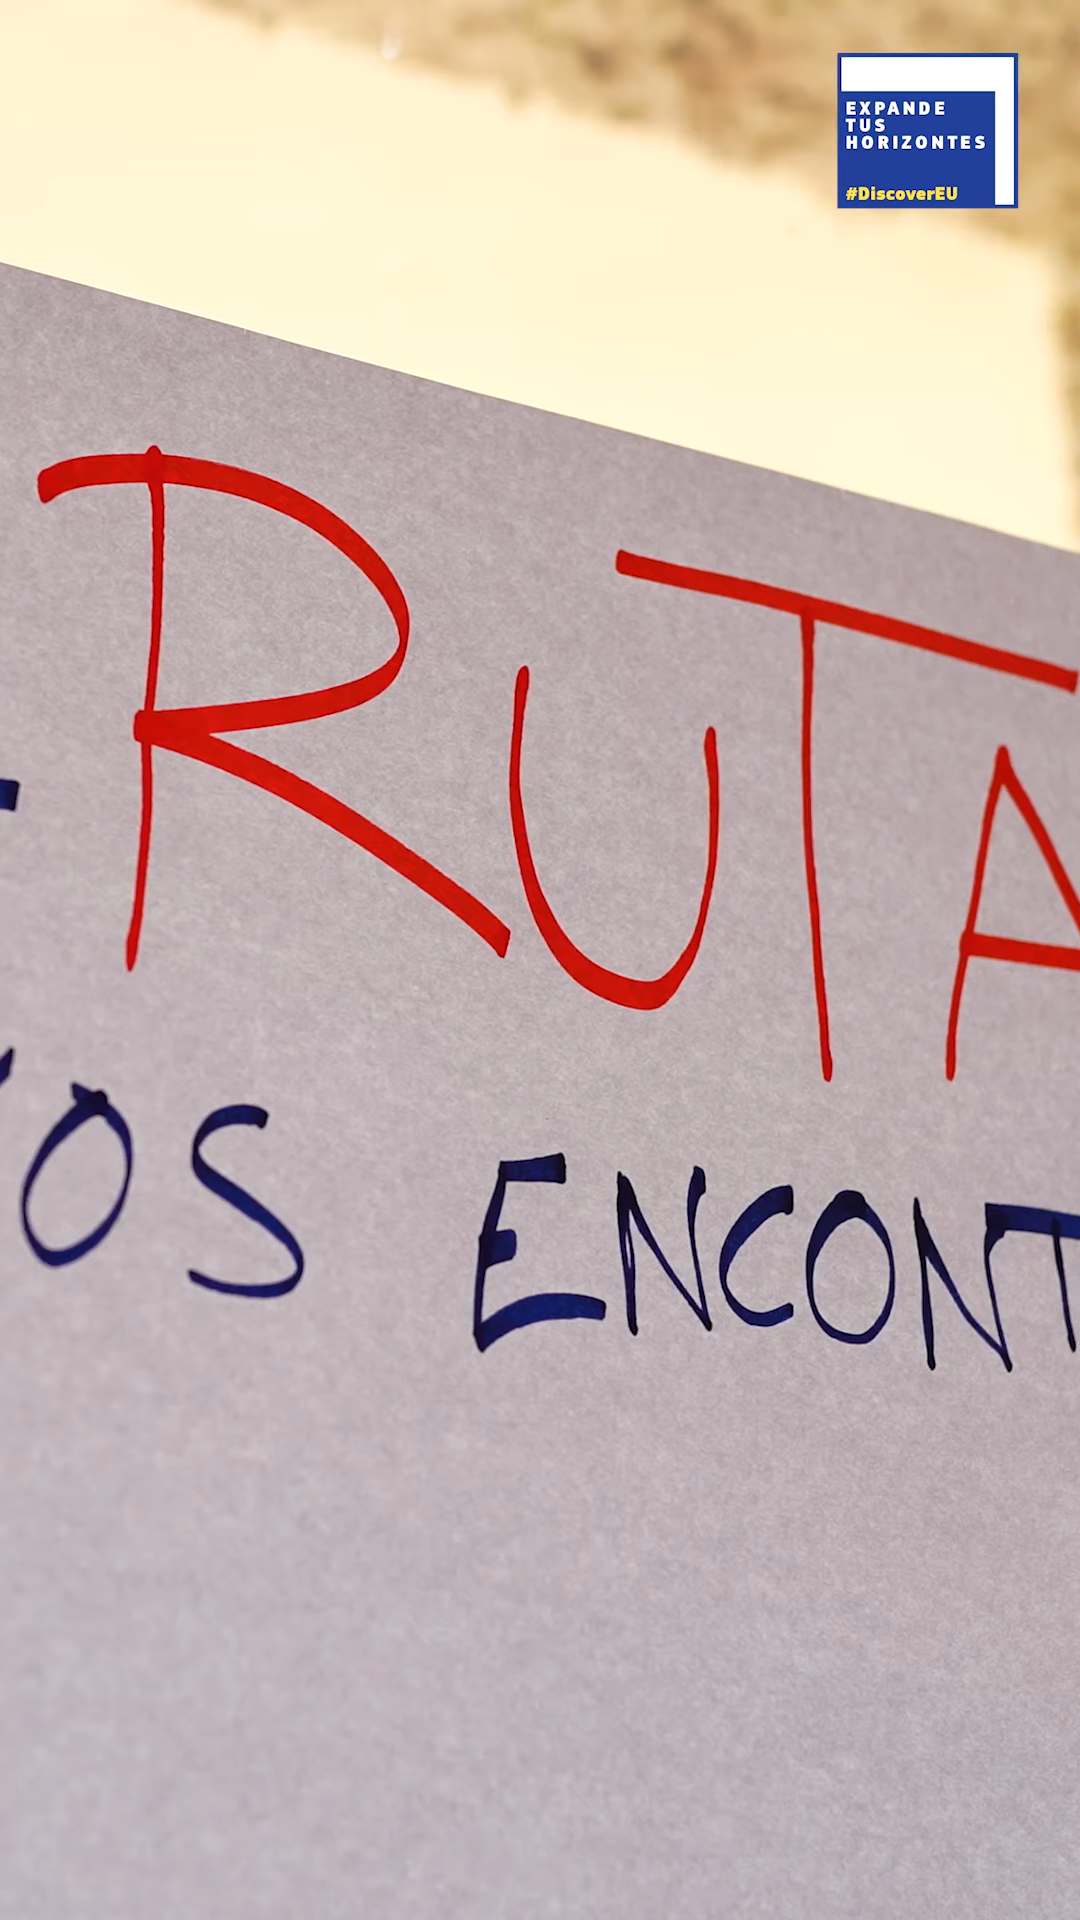 EXPANDE
TUS
HORIZONTES
#DiscoverEU
RUTA
OS ENCONT